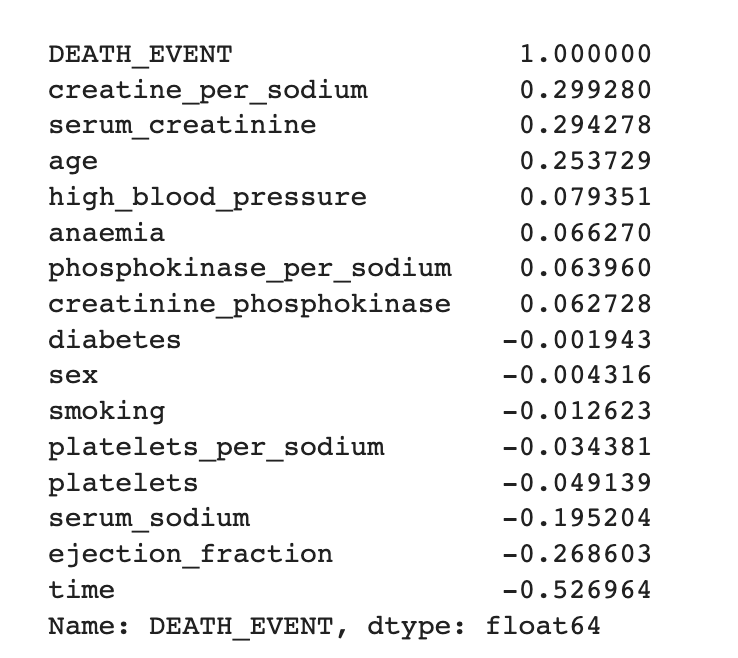 DEATH_EVENT 1.000000
creatine_per_sodium 0.299280
serum_creatinine 0.294278
age 0.253729
high_blood_pressure 0.079351
anaemia 0.066270
phosphokinase_per_sodium 0.063960
creatinine_phosphokinase 0.062728
diabetes -0.001943
sex -0.004316
smoking -0.012623
platelets_per_sodium -0.034381
platelets -0.049139
serum_sodium -0.195204
ejection_fraction -0.268603
time -0.526964
Name: DEATH_EVENT, dtype: float64